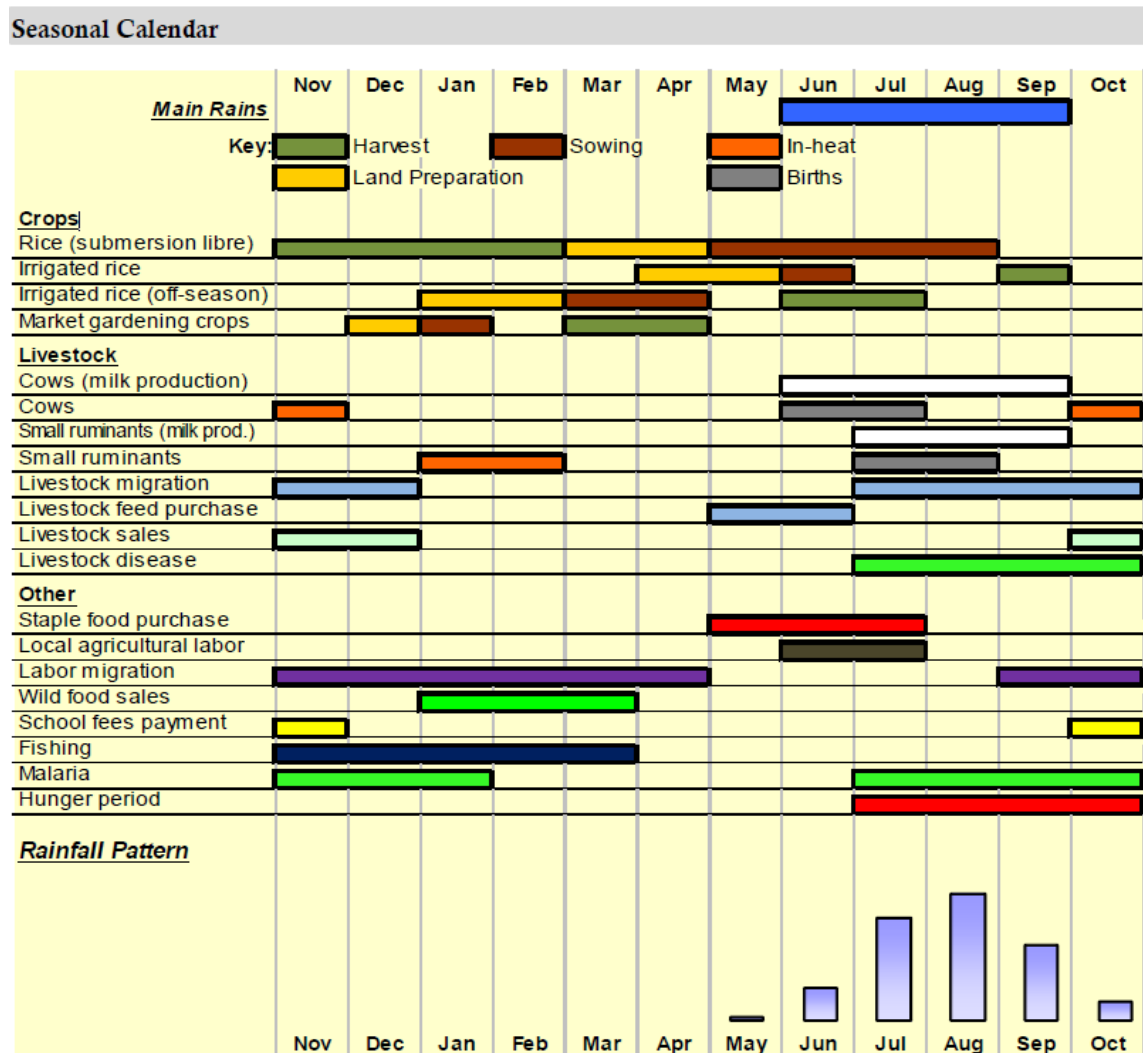 Seasonal Calendar
Nov Dec Jan Feb Mar Apr May Jun Jul Aug Sep Oct
Main Rains
Key: Harvest Sowing In-heat
Land Preparation Births
Crops
Rice (submersion libre)
Irrigated rice
Irrigated rice (off-season)
Market gardening crops
Livestock
Cows (milk production)
Cows
Small ruminants (milk prod.)
Small ruminants
Livestock migration
Livestock feed purchase
Livestock sales
Livestock disease
Other
Staple food purchase
Local agricultural labor
Labor migration
Wild food sales
School fees payment
Fishing
Malaria
Hunger period
Rainfall Pattern
Nov Dec Jan Feb Mar Apr May Jun Jul Aug Sep Oct